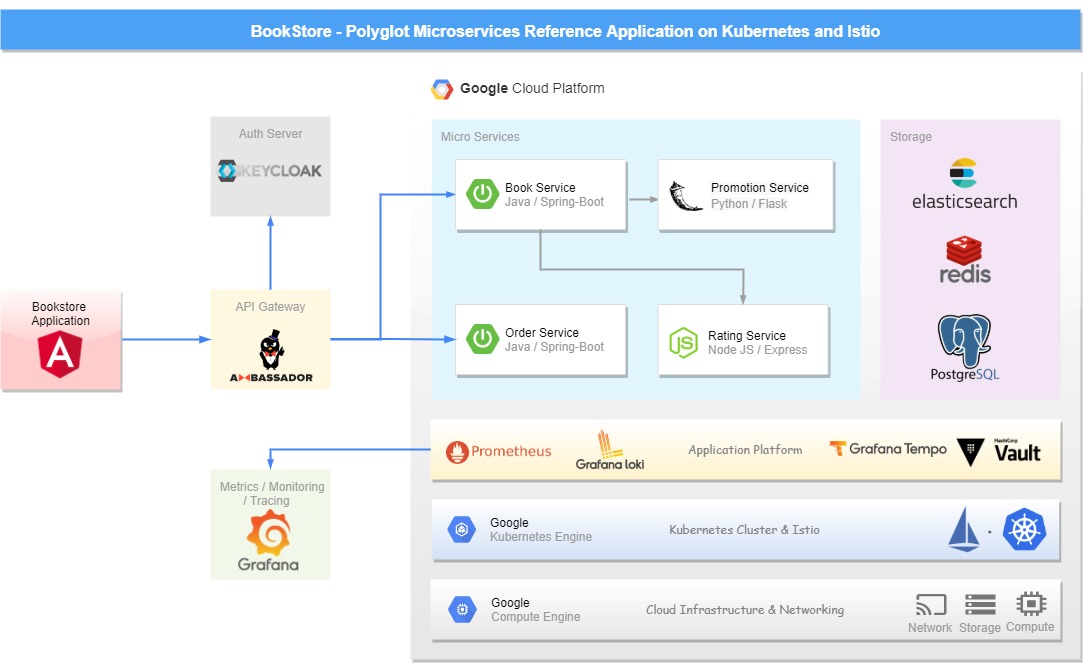 BookStore - Polyglot Microservices Reference Application on Kubernetes and Istio
Google Cloud Platform
Auth Server
KEYCLOAK
Micro Services
Book Service
Java / Spring-Boot
Promotion Service
Python / Flask
Storage
elasticsearch
redis
PostgreSQL
Bookstore
Application
A
API Gateway
AMBASSADOR
Order Service
Java / Spring-Boot
Rating Service
Node JS / Express
JS
Prometheus
Grafana loki
Application Platform
Grafana Tempo
HashiCorp
Vault
Metrics / Monitoring
/ Tracing
Grafana
Google
Kubernetes Engine
Kubernetes Cluster & Istio
Google
Compute Engine
Cloud Infrastructure & Networking
Network
Storage
Compute